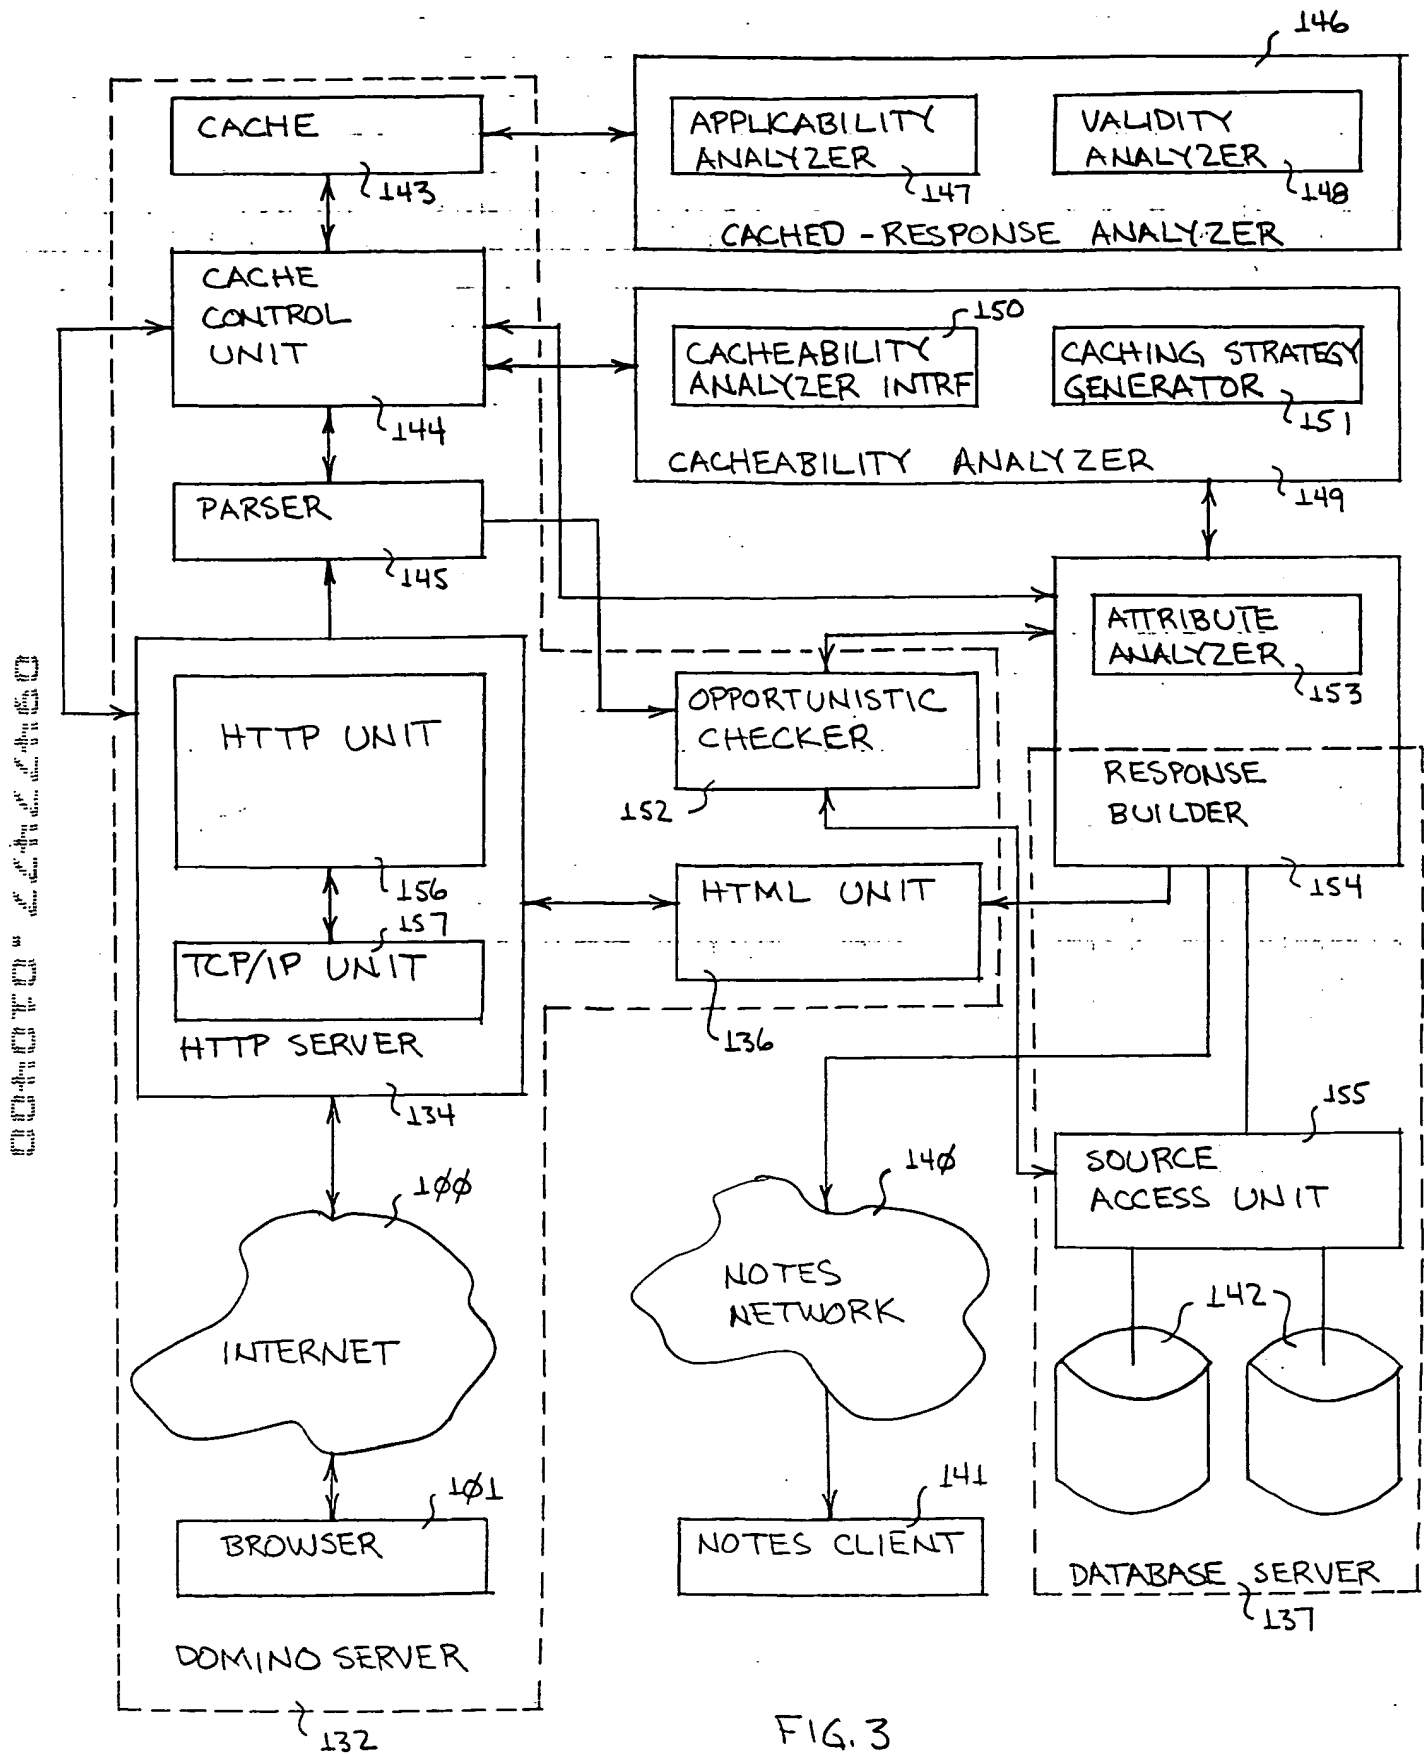 146
CACHE
143
APPLICABILITY
ANALYZER
147
VALIDITY
ANALYZER
148
CACHED-RESPONSE ANALYZER
CACHE
CONTROL
UNIT
144
150
CACHEABILITY
ANALYZER INTRF
CACHING STRATEGY
GENERATOR
151
CACHEABILITY ANALYZER
149
PARSER
145
ATTRIBUTE
ANALYZER
153
HTTP UNIT
156
OPPORTUNISTIC
CHECKER
152
RESPONSE
BUILDER
154
157
TCP/IP UNIT
HTTP SERVER
134
HTML UNIT
136
155
SOURCE
ACCESS UNIT
1ØØ
INTERNET
14Ø
NOTES
NETWORK
142
1Ø1
BROWSER
141
NOTES CLIENT
DATABASE SERVER
137
DOMINO SERVER
132
FIG. 3